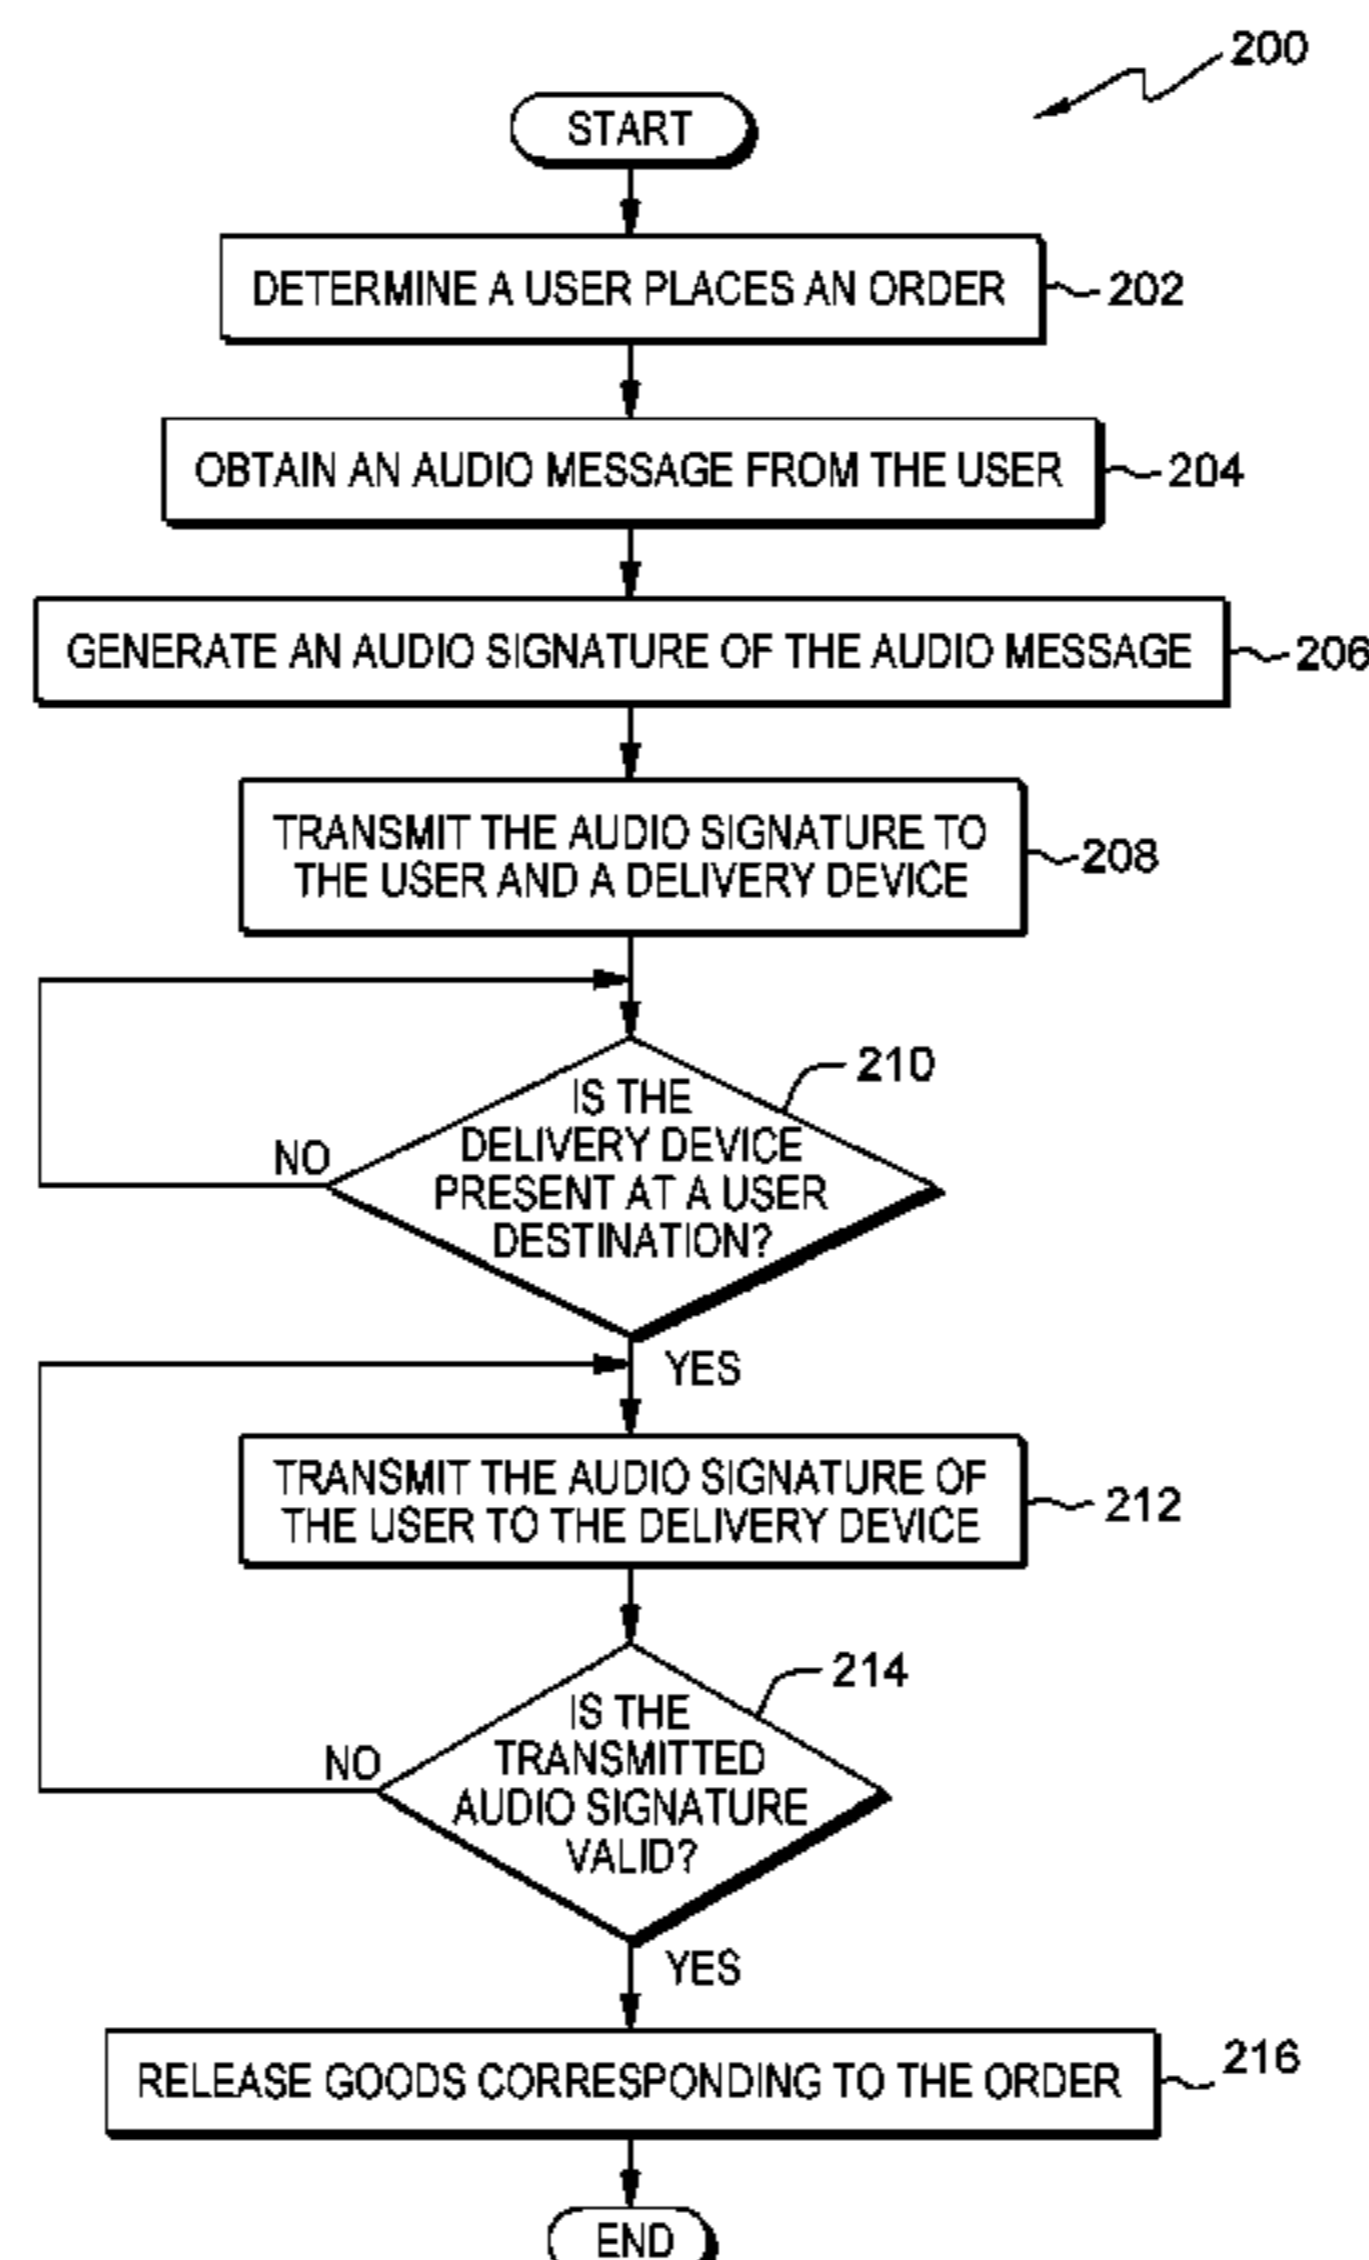 200
START
DETERMINE A USER PLACES AN ORDER
202
OBTAIN AN AUDIO MESSAGE FROM THE USER
204
GENERATE AN AUDIO SIGNATURE OF THE AUDIO MESSAGE
206
TRANSMIT THE AUDIO SIGNATURE TO
THE USER AND A DELIVERY DEVICE
208
IS THE
DELIVERY DEVICE
PRESENT AT A USER
DESTINATION?
210
NO
YES
TRANSMIT THE AUDIO SIGNATURE OF
THE USER TO THE DELIVERY DEVICE
212
IS THE
TRANSMITTED
AUDIO SIGNATURE
VALID?
214
NO
YES
RELEASE GOODS CORRESPONDING TO THE ORDER
216
END